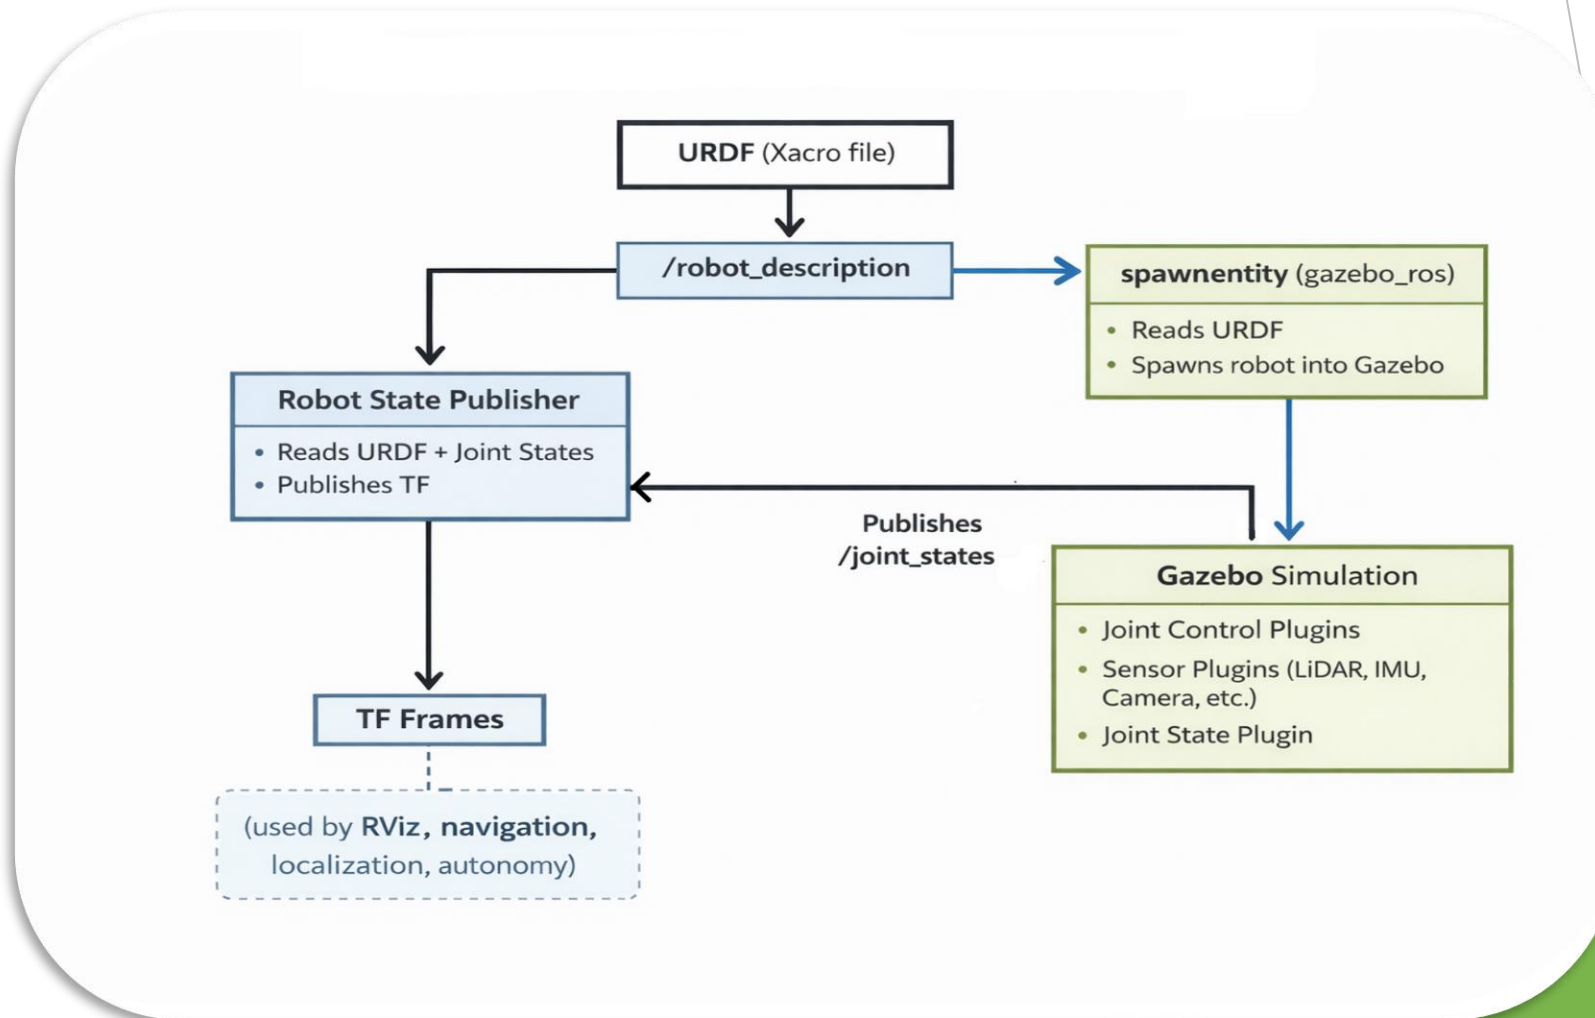 URDF (Xacro file)
/robot_description
spawnentity (gazebo_ros)
• Reads URDF
• Spawns robot into Gazebo
Robot State Publisher
• Reads URDF + Joint States
• Publishes TF
Publishes
/joint_states
Gazebo Simulation
• Joint Control Plugins
• Sensor Plugins (LiDAR, IMU,
Camera, etc.)
• Joint State Plugin
TF Frames
(used by RViz, navigation,
localization, autonomy)